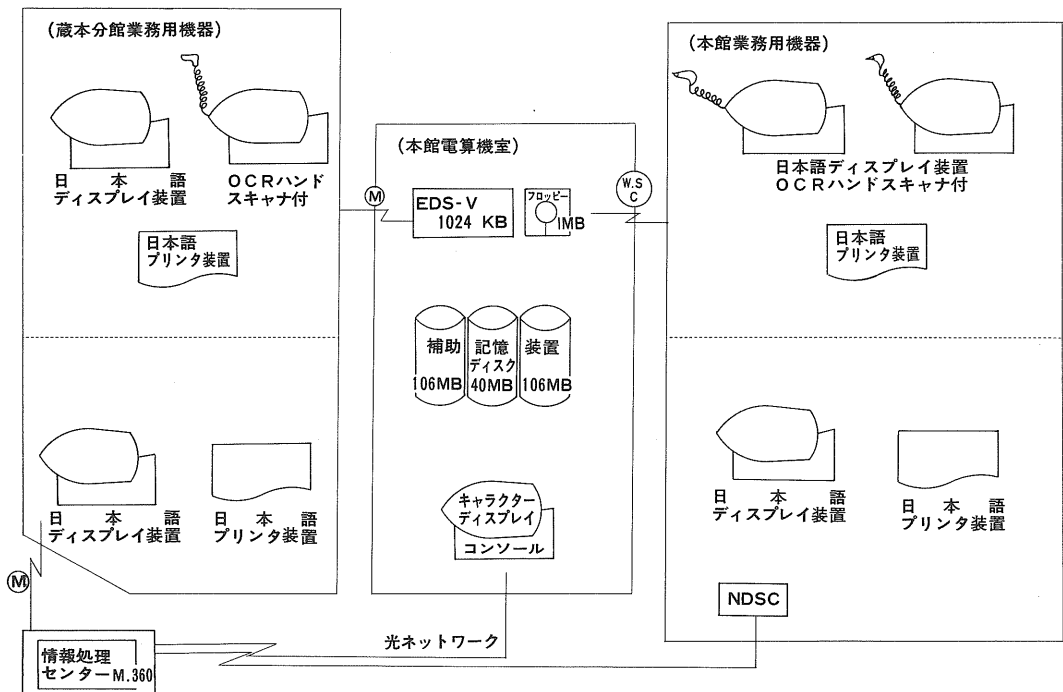 (蔵本分館業務用機器)
日本語
ディスプレイ装置
OCRハンド
スキャナ付
日本語
プリンタ装置
日本語
ディスプレイ装置
日本語
プリンタ装置
M
M
情報処理
センターM.360
(本館電算機室)
EDS-V
1024 KB
フロッピー
1MB
W.S
C
補助 記憶 装置
ディスク
106MB 40MB 106MB
キャラクター
ディスプレイ
コンソール
光ネットワーク
(本館業務用機器)
日本語ディスプレイ装置
OCRハンドスキャナ付
日本語
プリンタ装置
日本語
ディスプレイ装置
日本語
プリンタ装置
NDSC